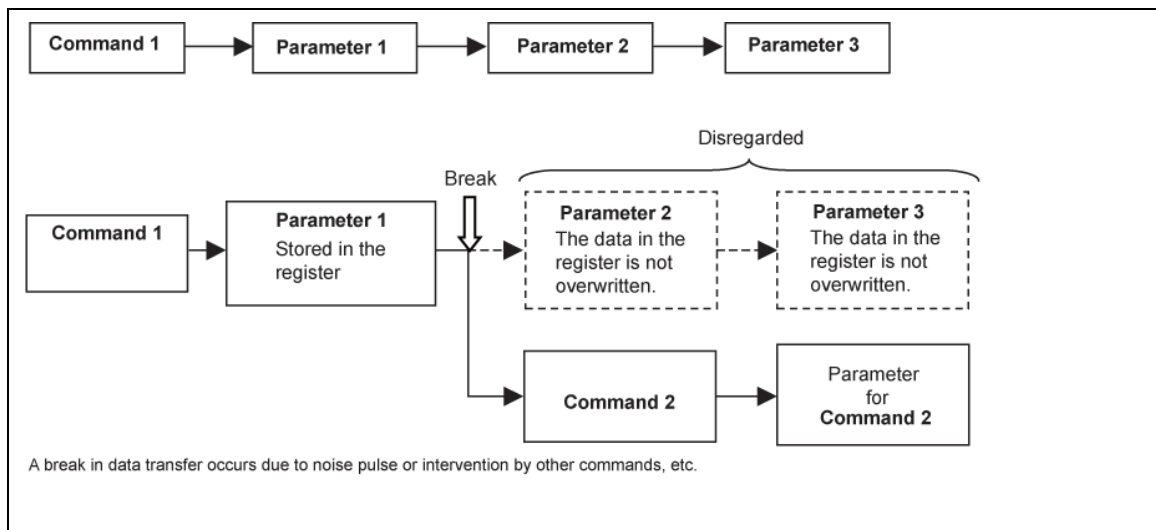 Command 1
Parameter 1
Parameter 2
Parameter 3
Disregarded
Break
Command 1
Parameter 1
Stored in the
register
Parameter 2
The data in the
register is not
overwritten.
Parameter 3
The data in the
register is not
overwritten.
Command 2
Parameter
for
Command 2
A break in data transfer occurs due to noise pulse or intervention by other commands, etc.